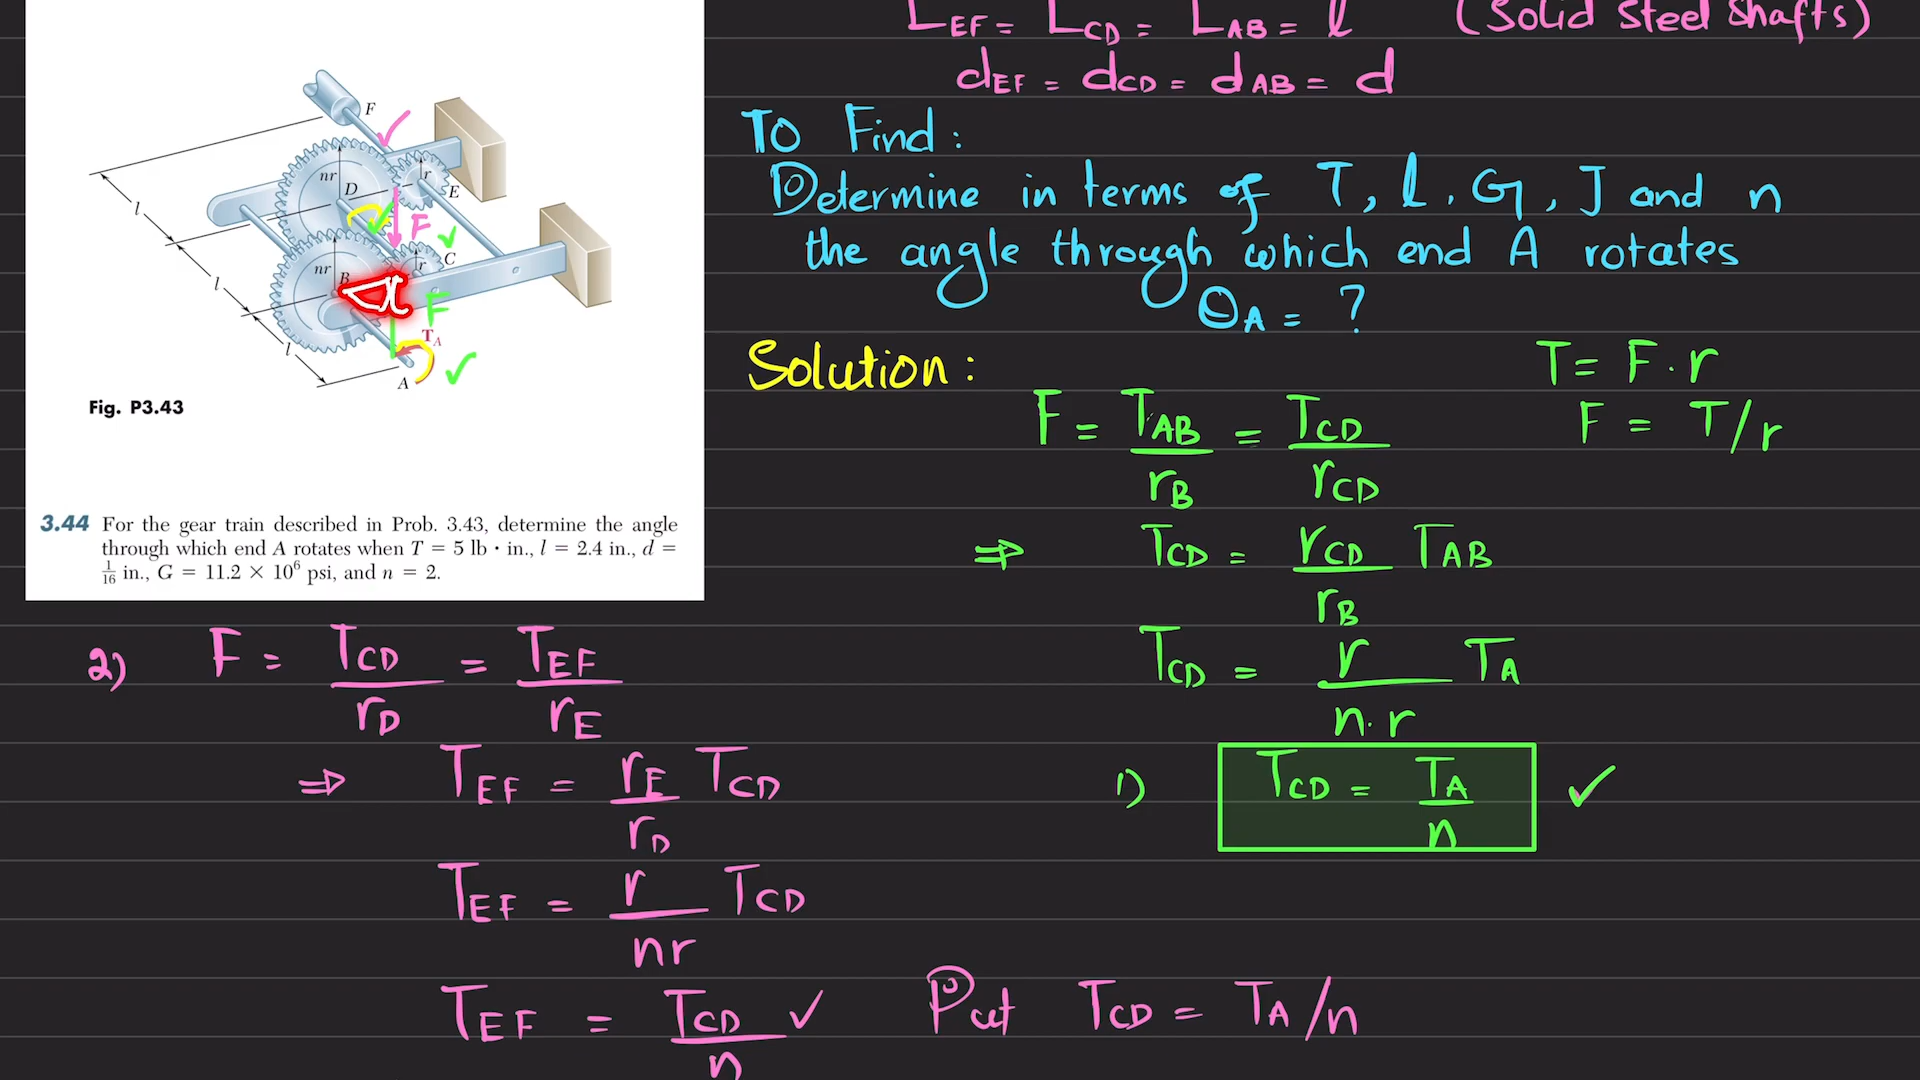 L_EF = L_CD = L_AB = l (Solid Steel Shafts)
d_EF = d_CD = d_AB = d
To Find :
Determine in terms of T, l, G, J and n
the angle through which end A rotates
θ_A = ?
Solution :
T = F . r
F = T_AB / r_B = T_CD / r_CD
F = T/r
⇒ T_CD = r_CD / r_B T_AB
T_CD = r / n . r T_A
1) T_CD = T_A / n ✓
F
nr
D
r
E
l
F
C
nr
B
r
l
F
T_A
l
A
Fig. P3.43
3.44 For the gear train described in Prob. 3.43, determine the angle
through which end A rotates when T = 5 lb · in., l = 2.4 in., d =
1/16 in., G = 11.2 × 10⁶ psi, and n = 2.
2) F = T_CD / r_D = T_EF / r_E
⇒ T_EF = r_E / r_D T_CD
T_EF = r / nr T_CD
T_EF = T_CD / n ✓ Put T_CD = T_A/n